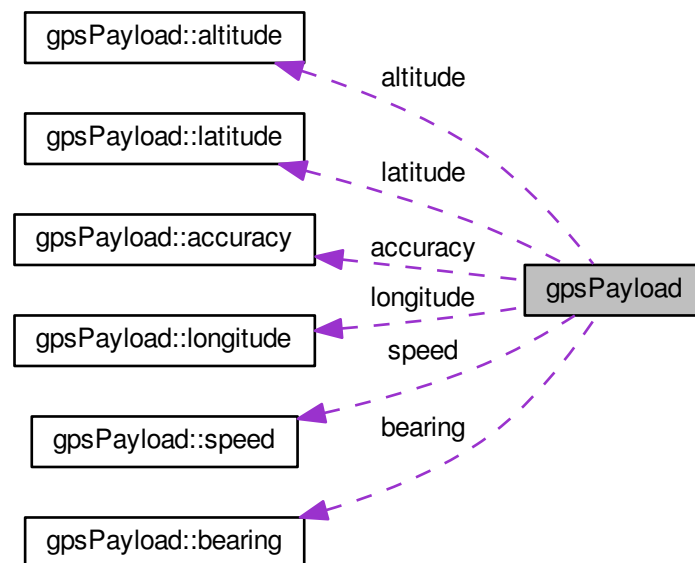 gpsPayload::altitude
altitude
gpsPayload::latitude
latitude
gpsPayload::accuracy
accuracy
gpsPayload
longitude
gpsPayload::longitude
speed
gpsPayload::speed
bearing
gpsPayload::bearing